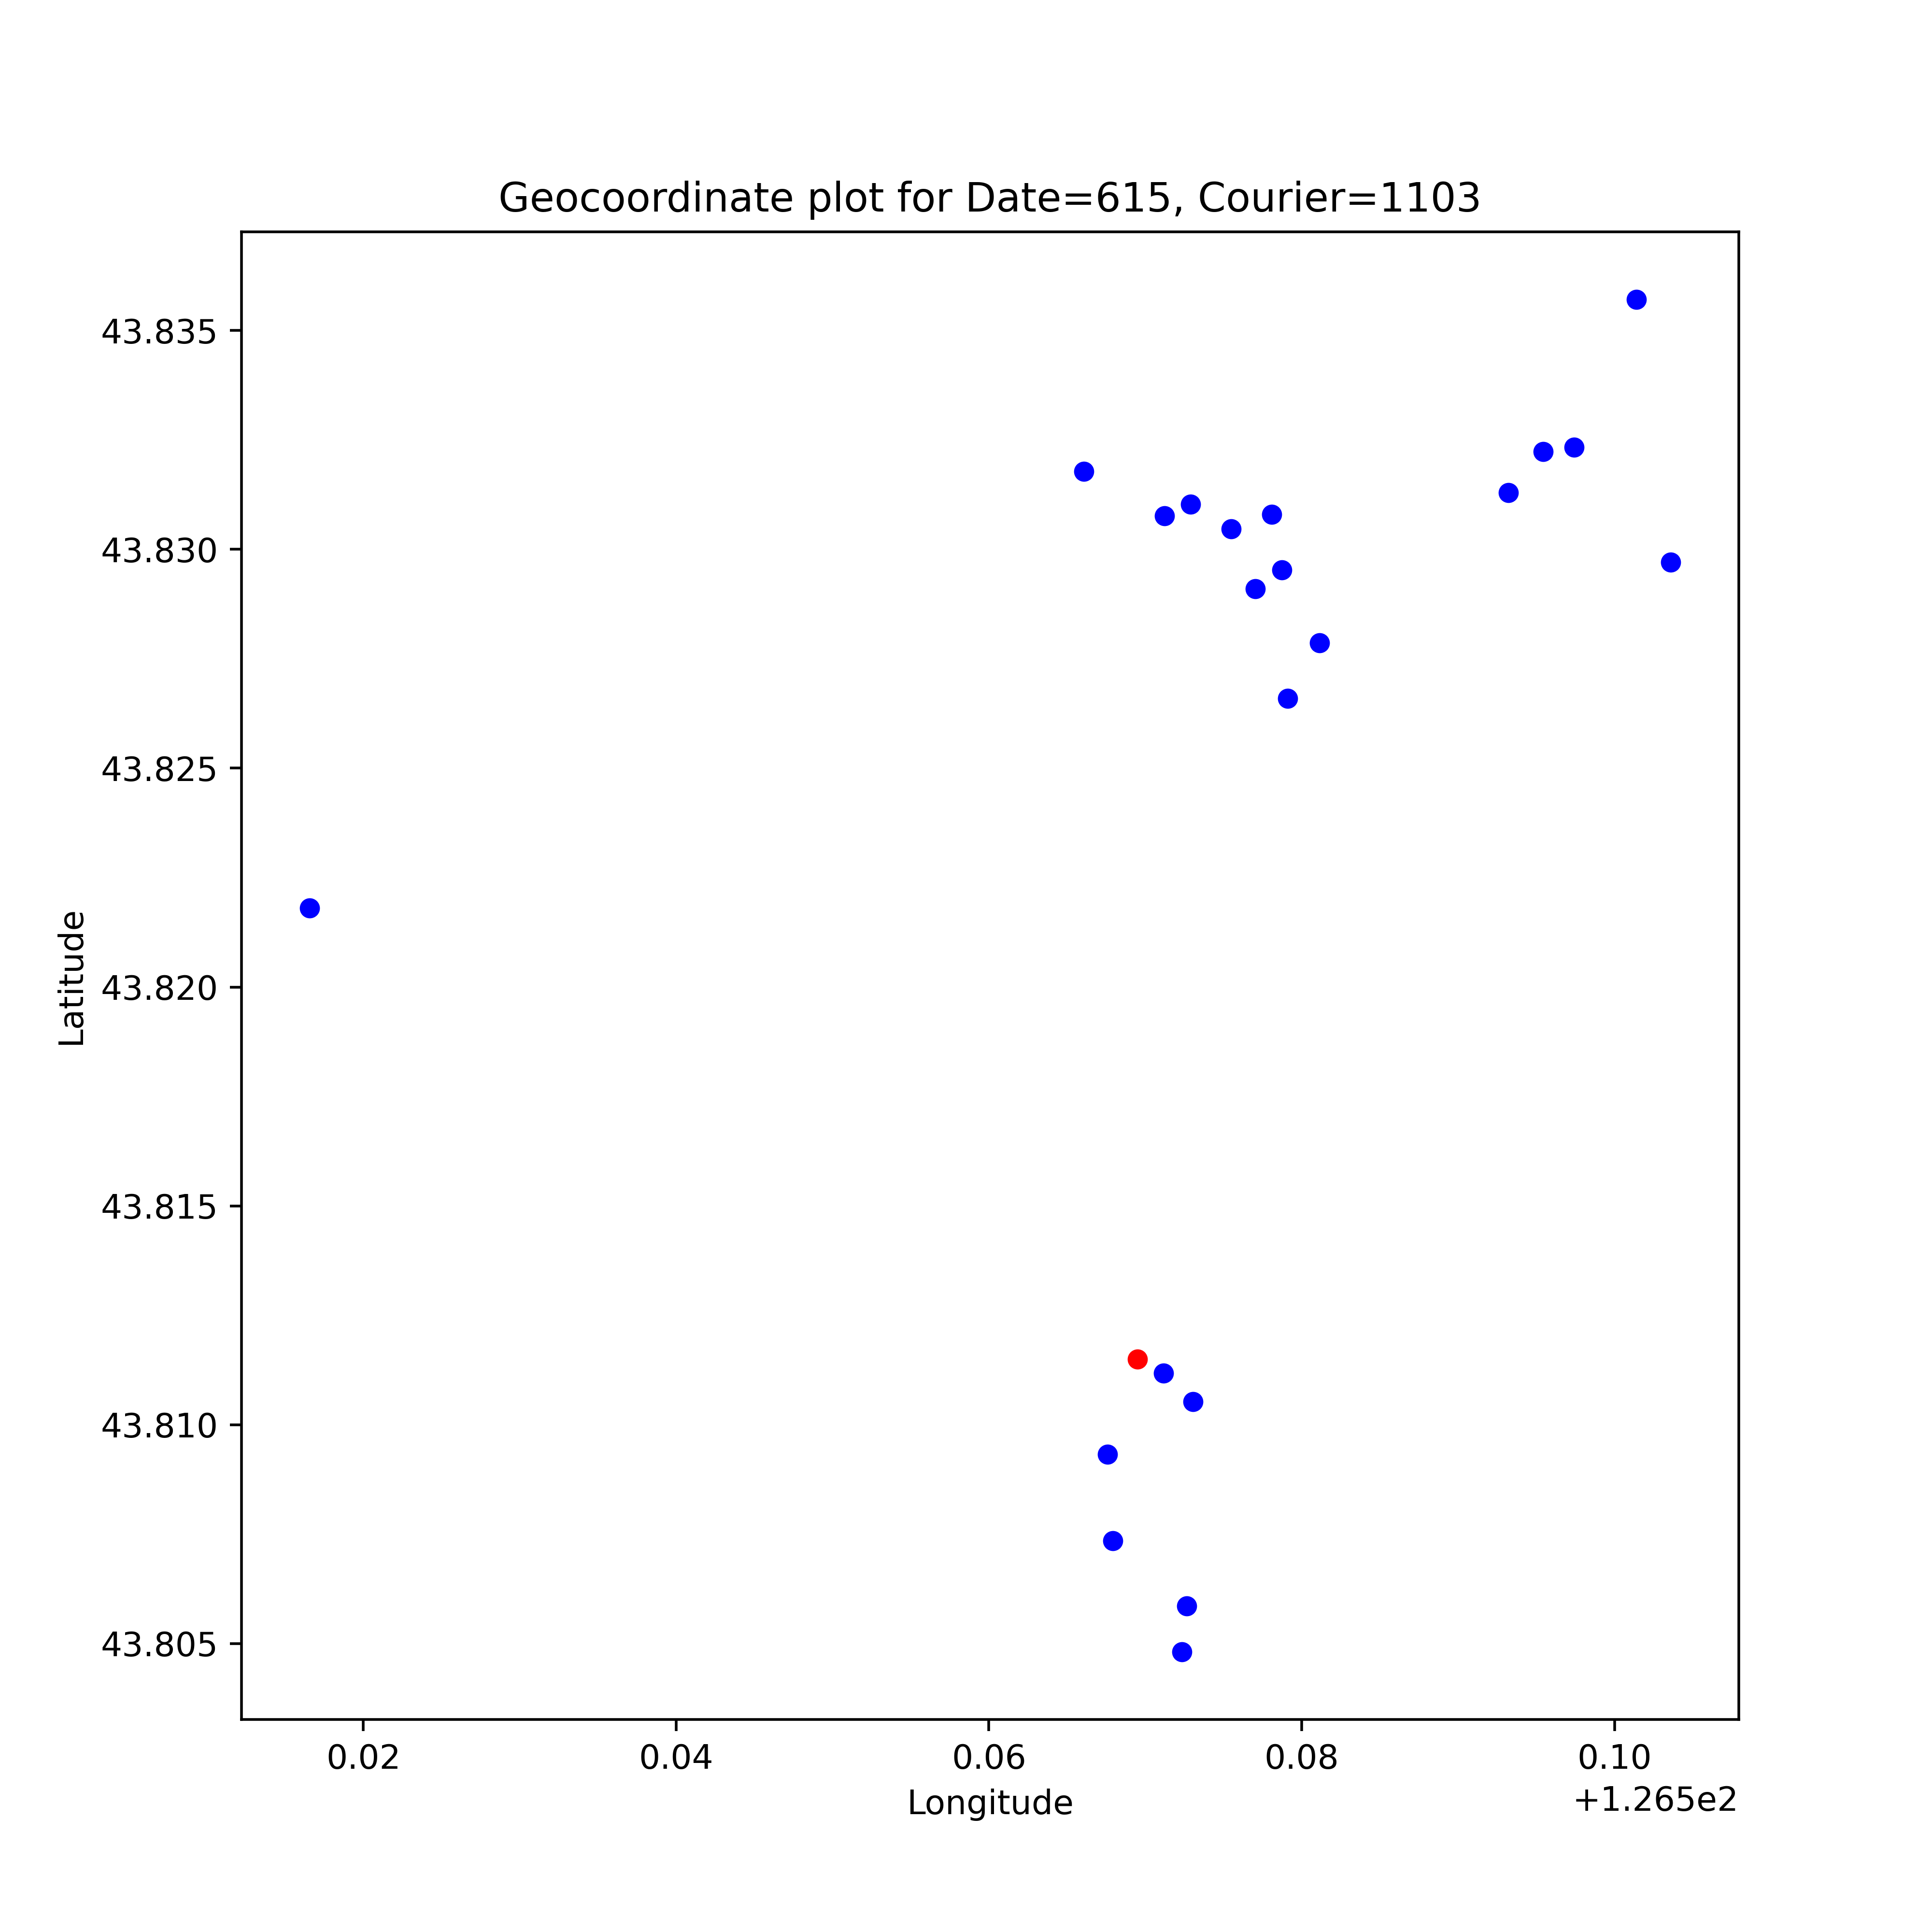 Geocoordinate plot for Date=615, Courier=1103
43.835
43.830
43.825
43.820
43.815
43.810
43.805
Latitude
0.02 0.04 0.06 0.08 0.10
Longitude
+1.265e2